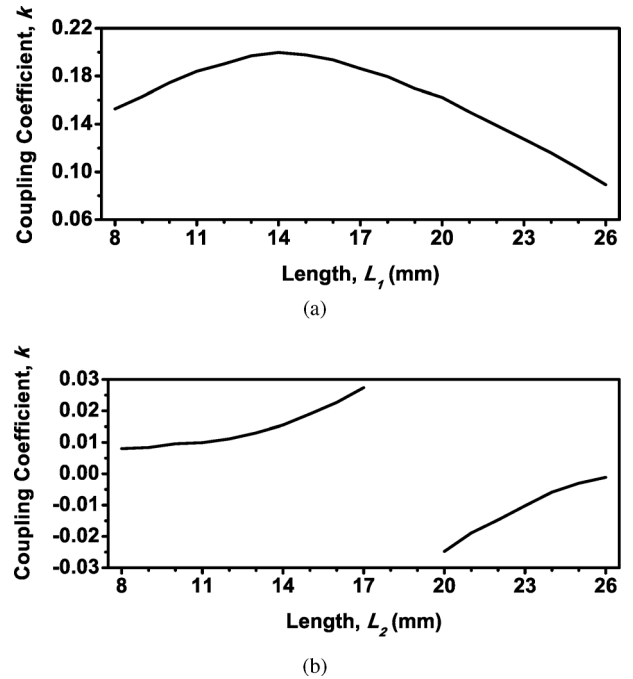 Coupling Coefficient, k
0.22
0.18
0.14
0.10
0.06
8 11 14 17 20 23 26
Length, L1 (mm)
(a)
Coupling Coefficient, k
0.03
0.02
0.01
0.00
-0.01
-0.02
-0.03
8 11 14 17 20 23 26
Length, L2 (mm)
(b)